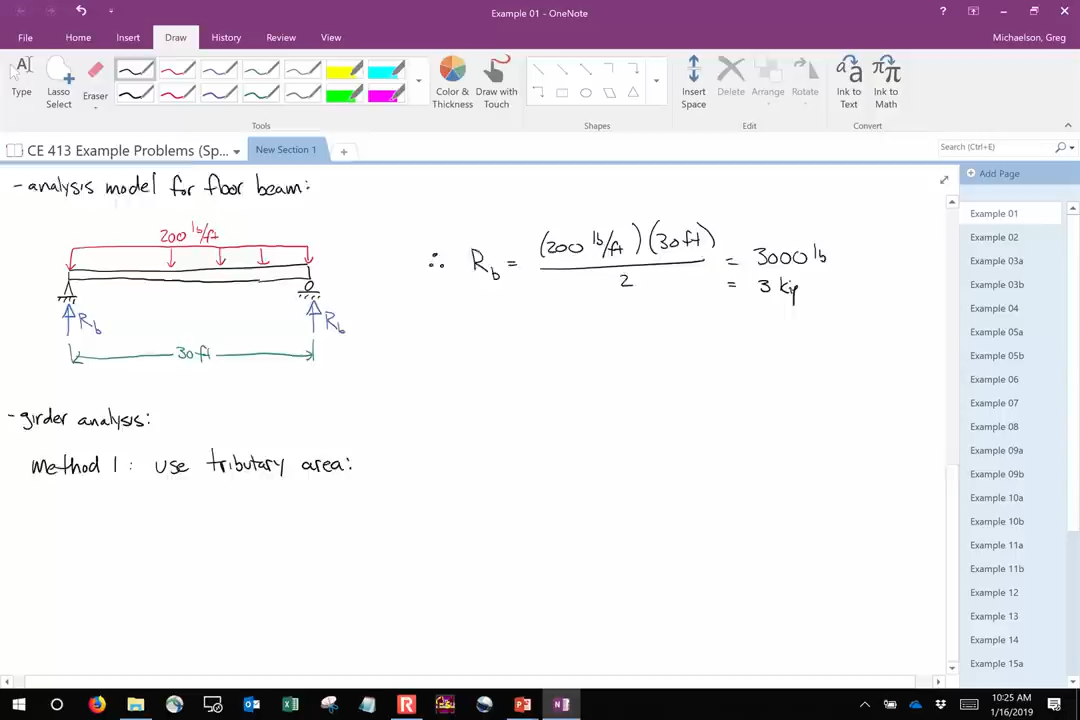 Example 01 - OneNote
?
File Home Insert Draw History Review View
Michaelson, Greg
Type
Lasso Select
Eraser
Color & Thickness
Draw with Touch
Insert Space
Delete
Arrange
Rotate
Ink to Text
Ink to Math
Tools
Shapes
Edit
Convert
CE 413 Example Problems (Sp...
New Section 1
Search (Ctrl+E)
Add Page
Example 01
Example 02
Example 03a
Example 03b
Example 04
Example 05a
Example 05b
Example 06
Example 07
Example 08
Example 09a
Example 09b
Example 10a
Example 10b
Example 11a
Example 11b
Example 12
Example 13
Example 14
Example 15a
- analysis model for floor beam:
200 lb/ft
Rb
Rb
30 ft
∴ Rb = (200 lb/ft)(30ft) / 2 = 3000 lb
= 3 kip
- girder analysis:
method 1: use tributary area:
10:25 AM
1/16/2019